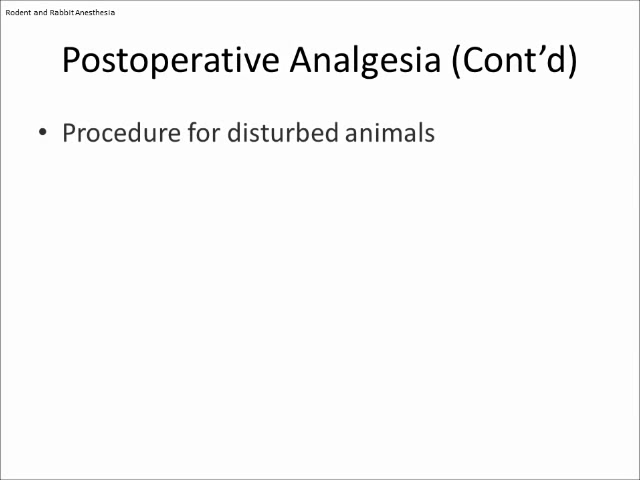 Rodent and Rabbit Anesthesia
Postoperative Analgesia (Cont’d)
• Procedure for disturbed animals